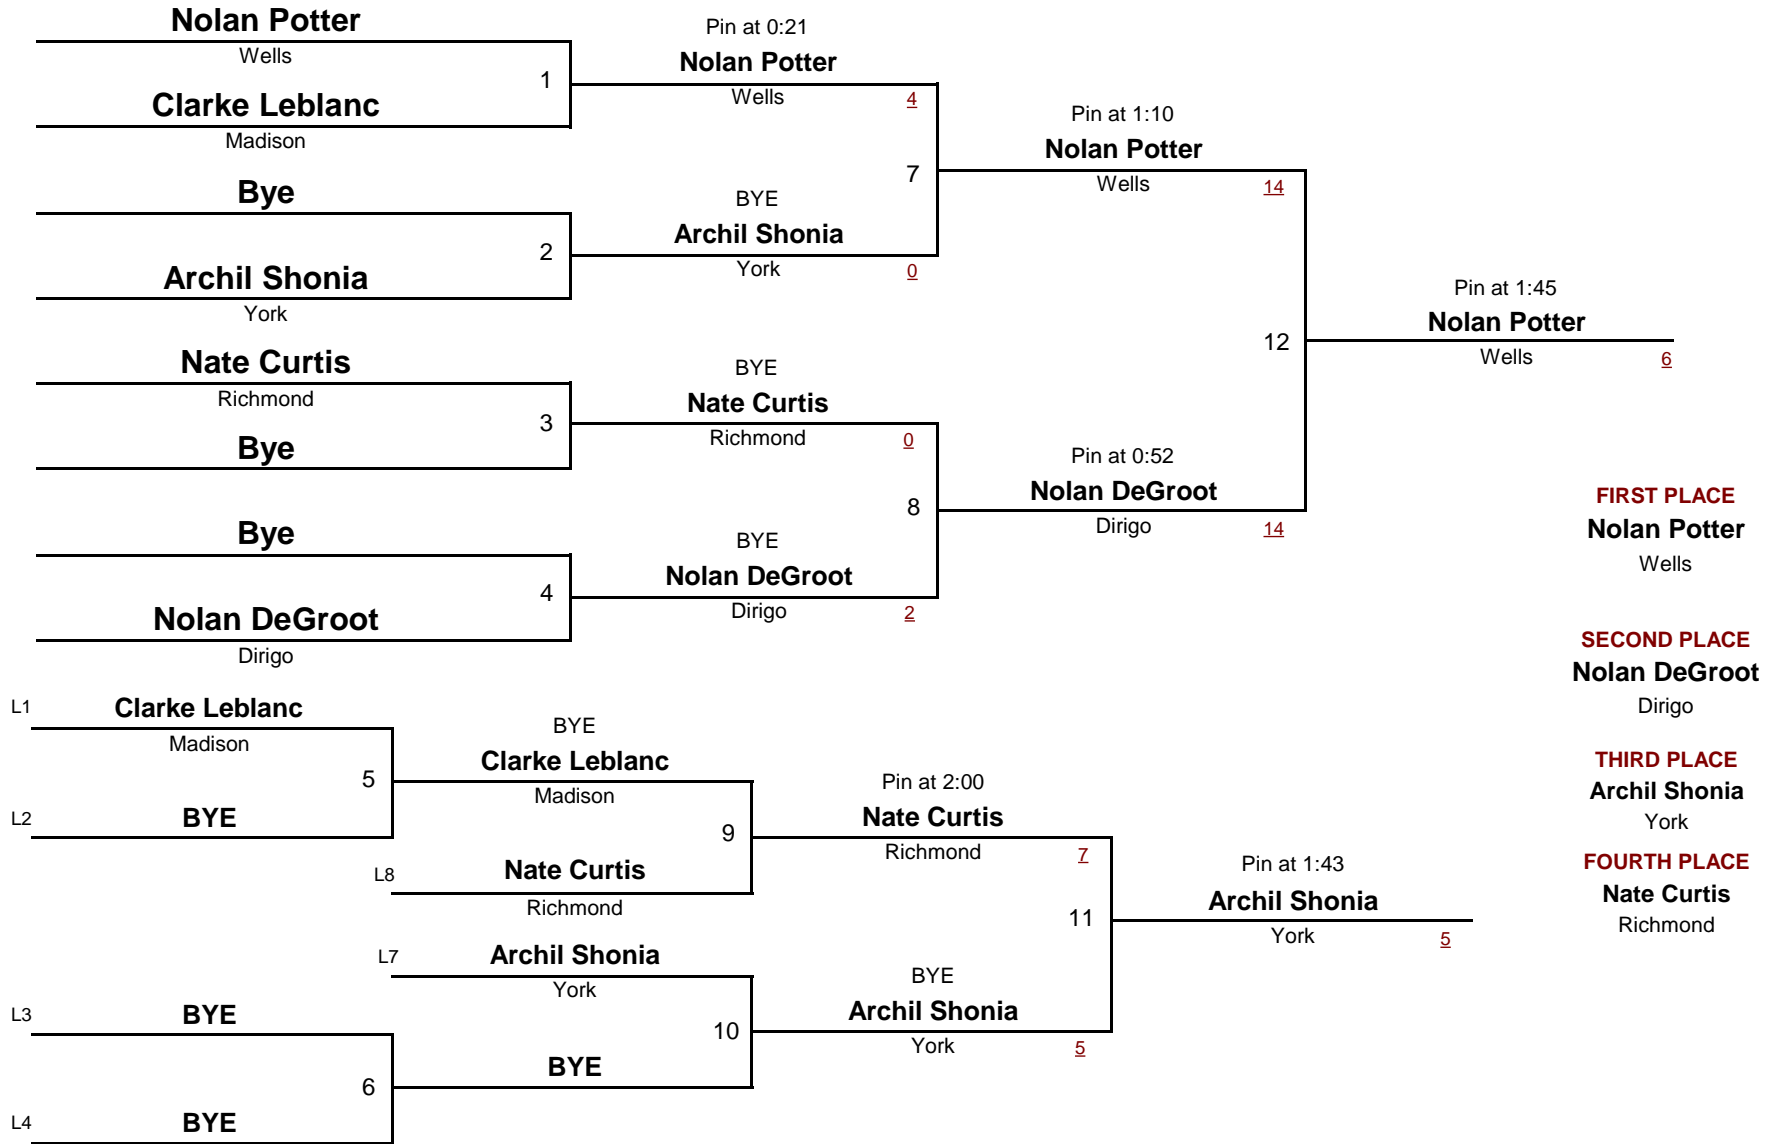 Nolan Potter
Wells
1
Clarke Leblanc
Madison
Bye
2
Archil Shonia
York
Nate Curtis
Richmond
3
Bye
Bye
4
Nolan DeGroot
Dirigo
Pin at 0:21
Nolan Potter
Wells 4
7
BYE
Archil Shonia
York 0
BYE
Nate Curtis
Richmond 0
8
BYE
Nolan DeGroot
Dirigo 2
Pin at 1:10
Nolan Potter
Wells 14
12
Pin at 0:52
Nolan DeGroot
Dirigo 14
Pin at 1:45
Nolan Potter
Wells 6
FIRST PLACE
Nolan Potter
Wells
SECOND PLACE
Nolan DeGroot
Dirigo
THIRD PLACE
Archil Shonia
York
FOURTH PLACE
Nate Curtis
Richmond
L1 Clarke Leblanc
Madison
5
L2 BYE
BYE
Clarke Leblanc
Madison
9
L8 Nate Curtis
Richmond
L7 Archil Shonia
York
10
BYE
L3 BYE
6
L4 BYE
Pin at 2:00
Nate Curtis
Richmond 7
11
BYE
Archil Shonia
York 5
Pin at 1:43
Archil Shonia
York 5